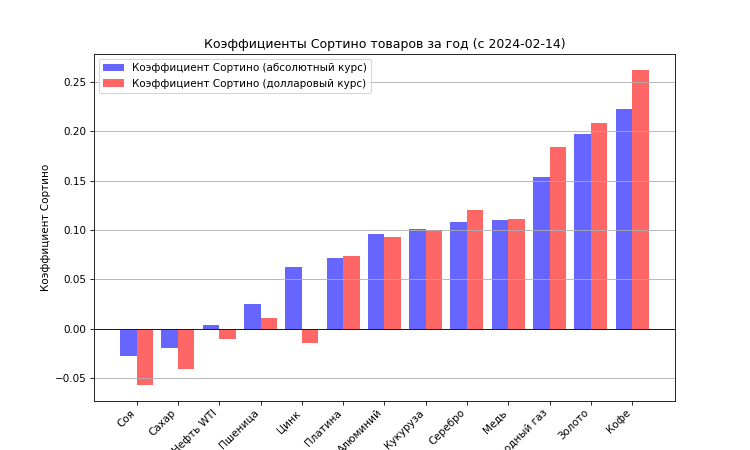 Коэффициенты Сортино товаров за год (с 2024-02-14)
Коэффициент Сортино (абсолютный курс)
Коэффициент Сортино (долларовый курс)
Коэффициент Сортино
0.25
0.20
0.15
0.10
0.05
0.00
−0.05
Соя
Сахар
Нефть WTI
Пшеница
Цинк
Платина
Алюминий
Кукуруза
Серебро
Медь
одный газ
Золото
Кофе